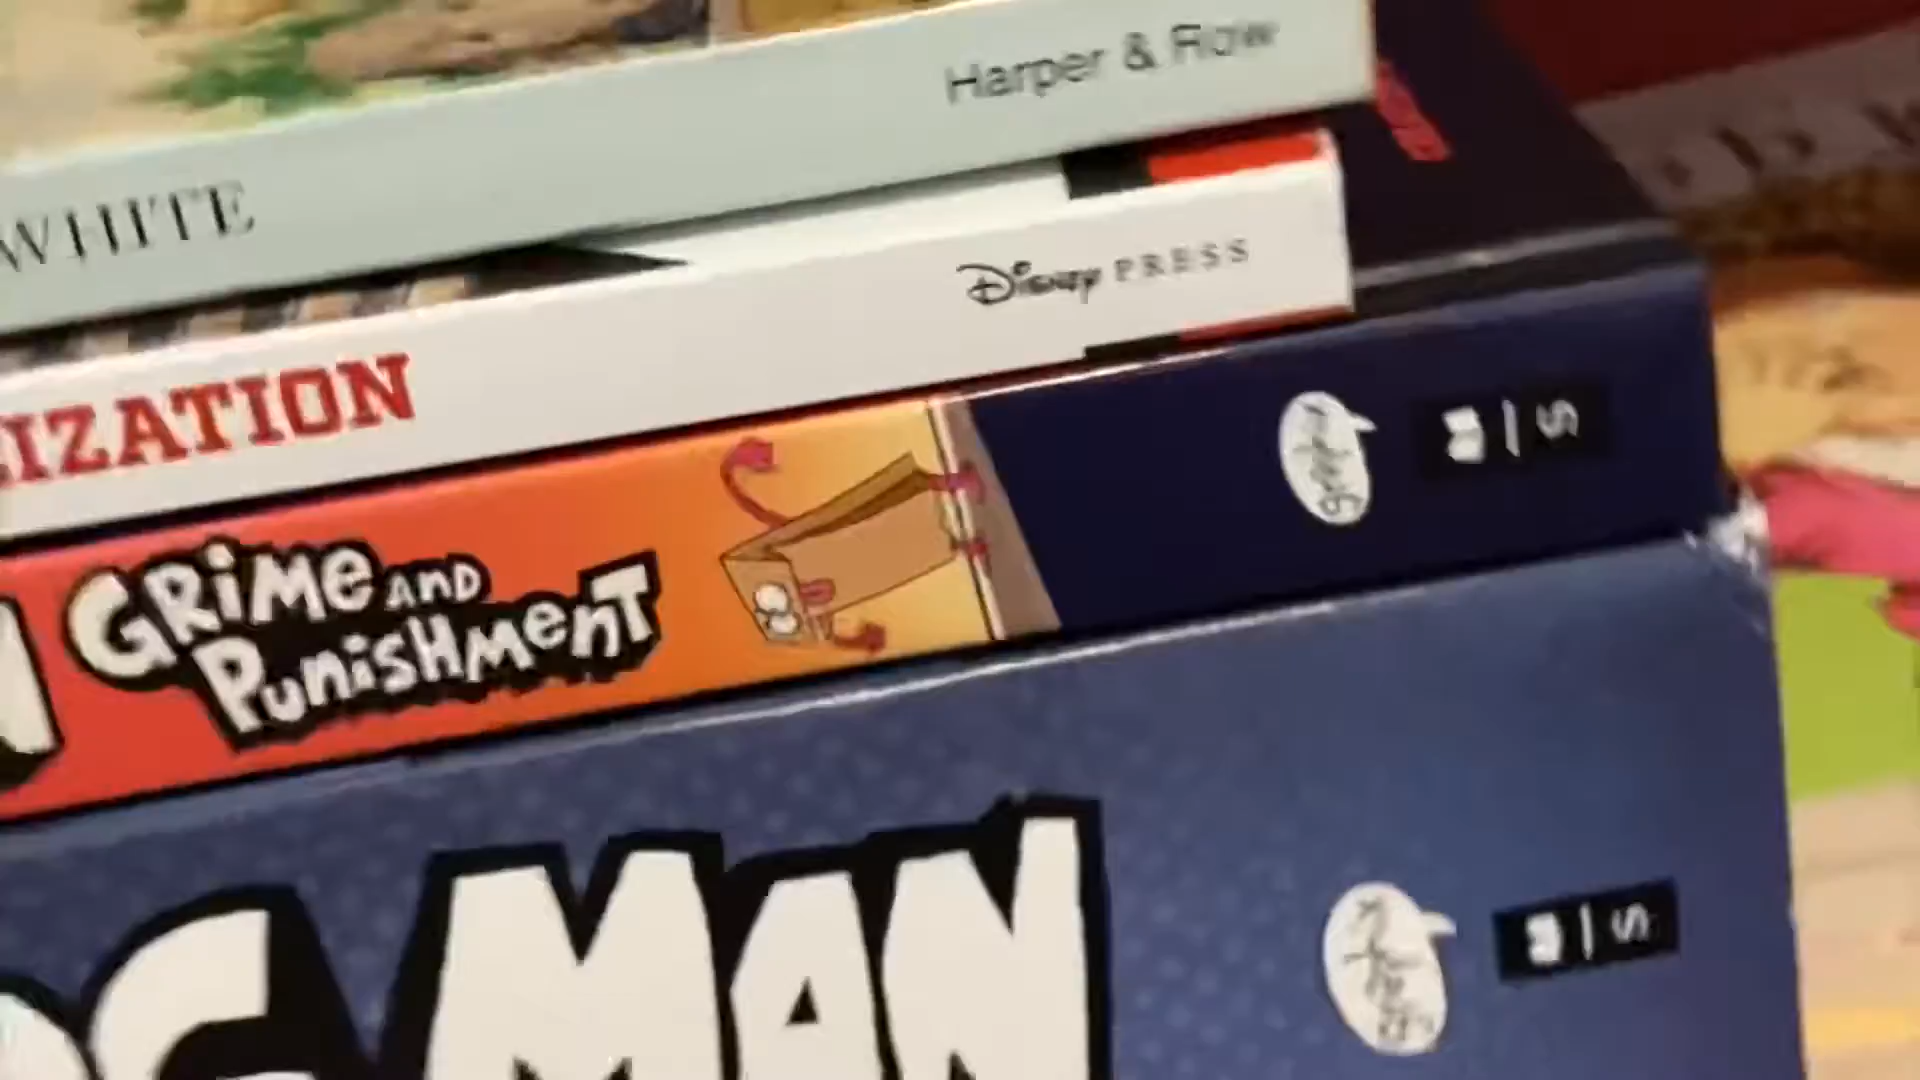 Harper & Row
WHITE
Disney PRESS
IZATION
GRIME AND
PUNISHMENT
MAN